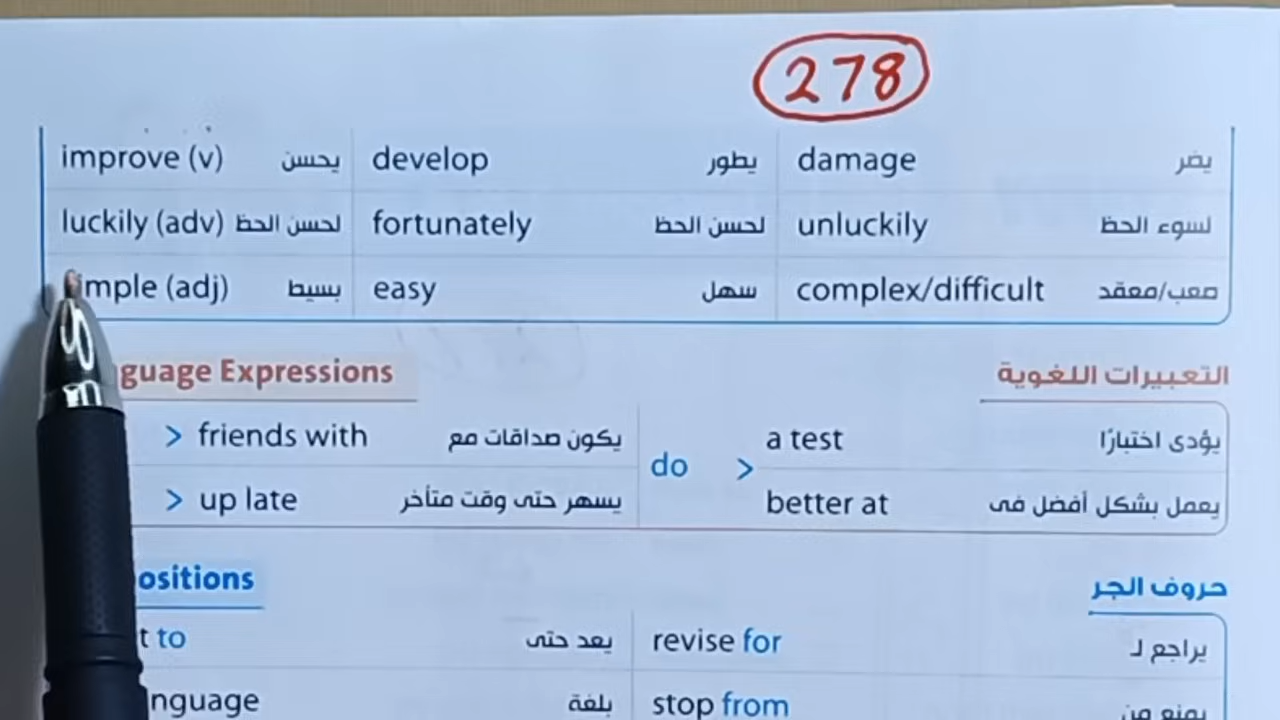 278
improve (v) يحسن develop يطور damage يضر
luckily (adv) لحسن الحظ fortunately لحسن الحظ unluckily لسوء الحظ
mple (adj) بسيط easy سهل complex/difficult صعب/معقد
guage Expressions التعبيرات اللغوية
> friends with يكون صداقات مع do > a test يؤدى اختبارًا
> up late يسهر حتى وقت متأخر better at يعمل بشكل أفضل فى
ositions حروف الجر
t to يعد حتى revise for يراجع لـ
nguage بلغة stop from يمنع من